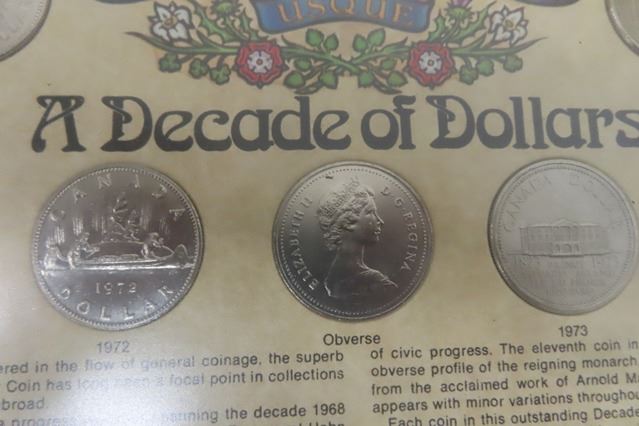 USQUE
A Decade of Dollars
CANADA
1972
DOLLAR
ELIZABETH II D·G·REGINA
CANADA DOLLAR
1972
Obverse
1973
ered in the flow of general coinage, the superb
Coin has long been a focal point in collections
broad.
spanning the decade 1968
of civic progress. The eleventh coin in
obverse profile of the reigning monarch
from the acclaimed work of Arnold M
appears with minor variations throughou
Each coin in this outstanding Decade